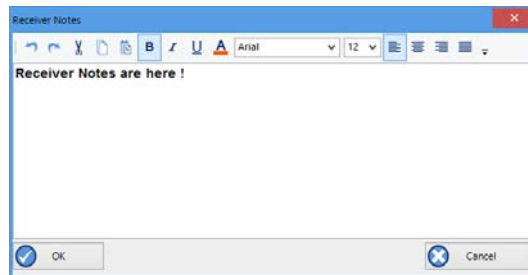 Receiver Notes
B I U A Arial 12
Receiver Notes are here !
OK Cancel